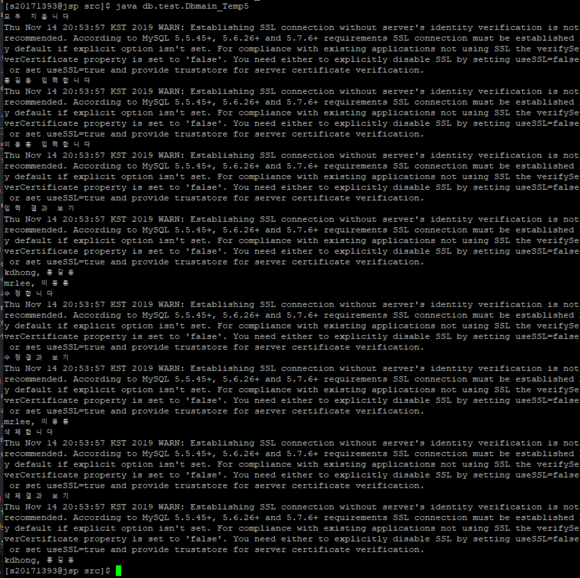 [s20171393@jsp src]$ java db.test.Dbmain_Temp5
모두 지웁니다
Thu Nov 14 20:53:57 KST 2019 WARN: Establishing SSL connection without server's identity verification is not
recommended. According to MySQL 5.5.45+, 5.6.26+ and 5.7.6+ requirements SSL connection must be established
y default if explicit option isn't set. For compliance with existing applications not using SSL the verifySe
verCertificate property is set to 'false'. You need either to explicitly disable SSL by setting useSSL=false
 or set useSSL=true and provide truststore for server certificate verification.
홍길동 입력합니다
Thu Nov 14 20:53:57 KST 2019 WARN: Establishing SSL connection without server's identity verification is not
recommended. According to MySQL 5.5.45+, 5.6.26+ and 5.7.6+ requirements SSL connection must be established
y default if explicit option isn't set. For compliance with existing applications not using SSL the verifySe
verCertificate property is set to 'false'. You need either to explicitly disable SSL by setting useSSL=false
 or set useSSL=true and provide truststore for server certificate verification.
이몽룡 입력합니다
Thu Nov 14 20:53:57 KST 2019 WARN: Establishing SSL connection without server's identity verification is not
recommended. According to MySQL 5.5.45+, 5.6.26+ and 5.7.6+ requirements SSL connection must be established
y default if explicit option isn't set. For compliance with existing applications not using SSL the verifySe
verCertificate property is set to 'false'. You need either to explicitly disable SSL by setting useSSL=false
 or set useSSL=true and provide truststore for server certificate verification.
입력 결과 보기
Thu Nov 14 20:53:57 KST 2019 WARN: Establishing SSL connection without server's identity verification is not
recommended. According to MySQL 5.5.45+, 5.6.26+ and 5.7.6+ requirements SSL connection must be established
y default if explicit option isn't set. For compliance with existing applications not using SSL the verifySe
verCertificate property is set to 'false'. You need either to explicitly disable SSL by setting useSSL=false
 or set useSSL=true and provide truststore for server certificate verification.
kdhong, 홍길동
mrlee, 이몽룡
수정합니다
Thu Nov 14 20:53:57 KST 2019 WARN: Establishing SSL connection without server's identity verification is not
recommended. According to MySQL 5.5.45+, 5.6.26+ and 5.7.6+ requirements SSL connection must be established
y default if explicit option isn't set. For compliance with existing applications not using SSL the verifySe
verCertificate property is set to 'false'. You need either to explicitly disable SSL by setting useSSL=false
 or set useSSL=true and provide truststore for server certificate verification.
수정결과 보기
Thu Nov 14 20:53:57 KST 2019 WARN: Establishing SSL connection without server's identity verification is not
recommended. According to MySQL 5.5.45+, 5.6.26+ and 5.7.6+ requirements SSL connection must be established
y default if explicit option isn't set. For compliance with existing applications not using SSL the verifySe
verCertificate property is set to 'false'. You need either to explicitly disable SSL by setting useSSL=false
 or set useSSL=true and provide truststore for server certificate verification.
mrlee, 이몽룡
삭제합니다
Thu Nov 14 20:53:57 KST 2019 WARN: Establishing SSL connection without server's identity verification is not
recommended. According to MySQL 5.5.45+, 5.6.26+ and 5.7.6+ requirements SSL connection must be established
y default if explicit option isn't set. For compliance with existing applications not using SSL the verifySe
verCertificate property is set to 'false'. You need either to explicitly disable SSL by setting useSSL=false
 or set useSSL=true and provide truststore for server certificate verification.
삭제결과 보기
Thu Nov 14 20:53:57 KST 2019 WARN: Establishing SSL connection without server's identity verification is not
recommended. According to MySQL 5.5.45+, 5.6.26+ and 5.7.6+ requirements SSL connection must be established
y default if explicit option isn't set. For compliance with existing applications not using SSL the verifySe
verCertificate property is set to 'false'. You need either to explicitly disable SSL by setting useSSL=false
 or set useSSL=true and provide truststore for server certificate verification.
kdhong, 홍길동
[s20171393@jsp src]$